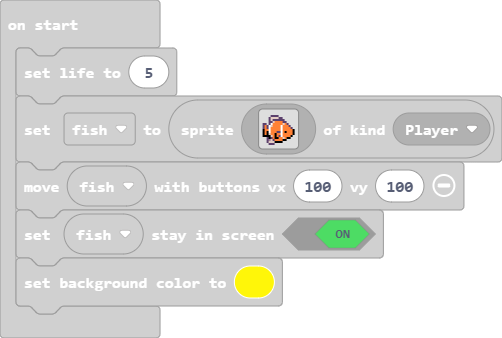 on start
set life to 5
set fish to sprite of kind Player
move fish with buttons vx 100 vy 100
set fish stay in screen ON
set background color to